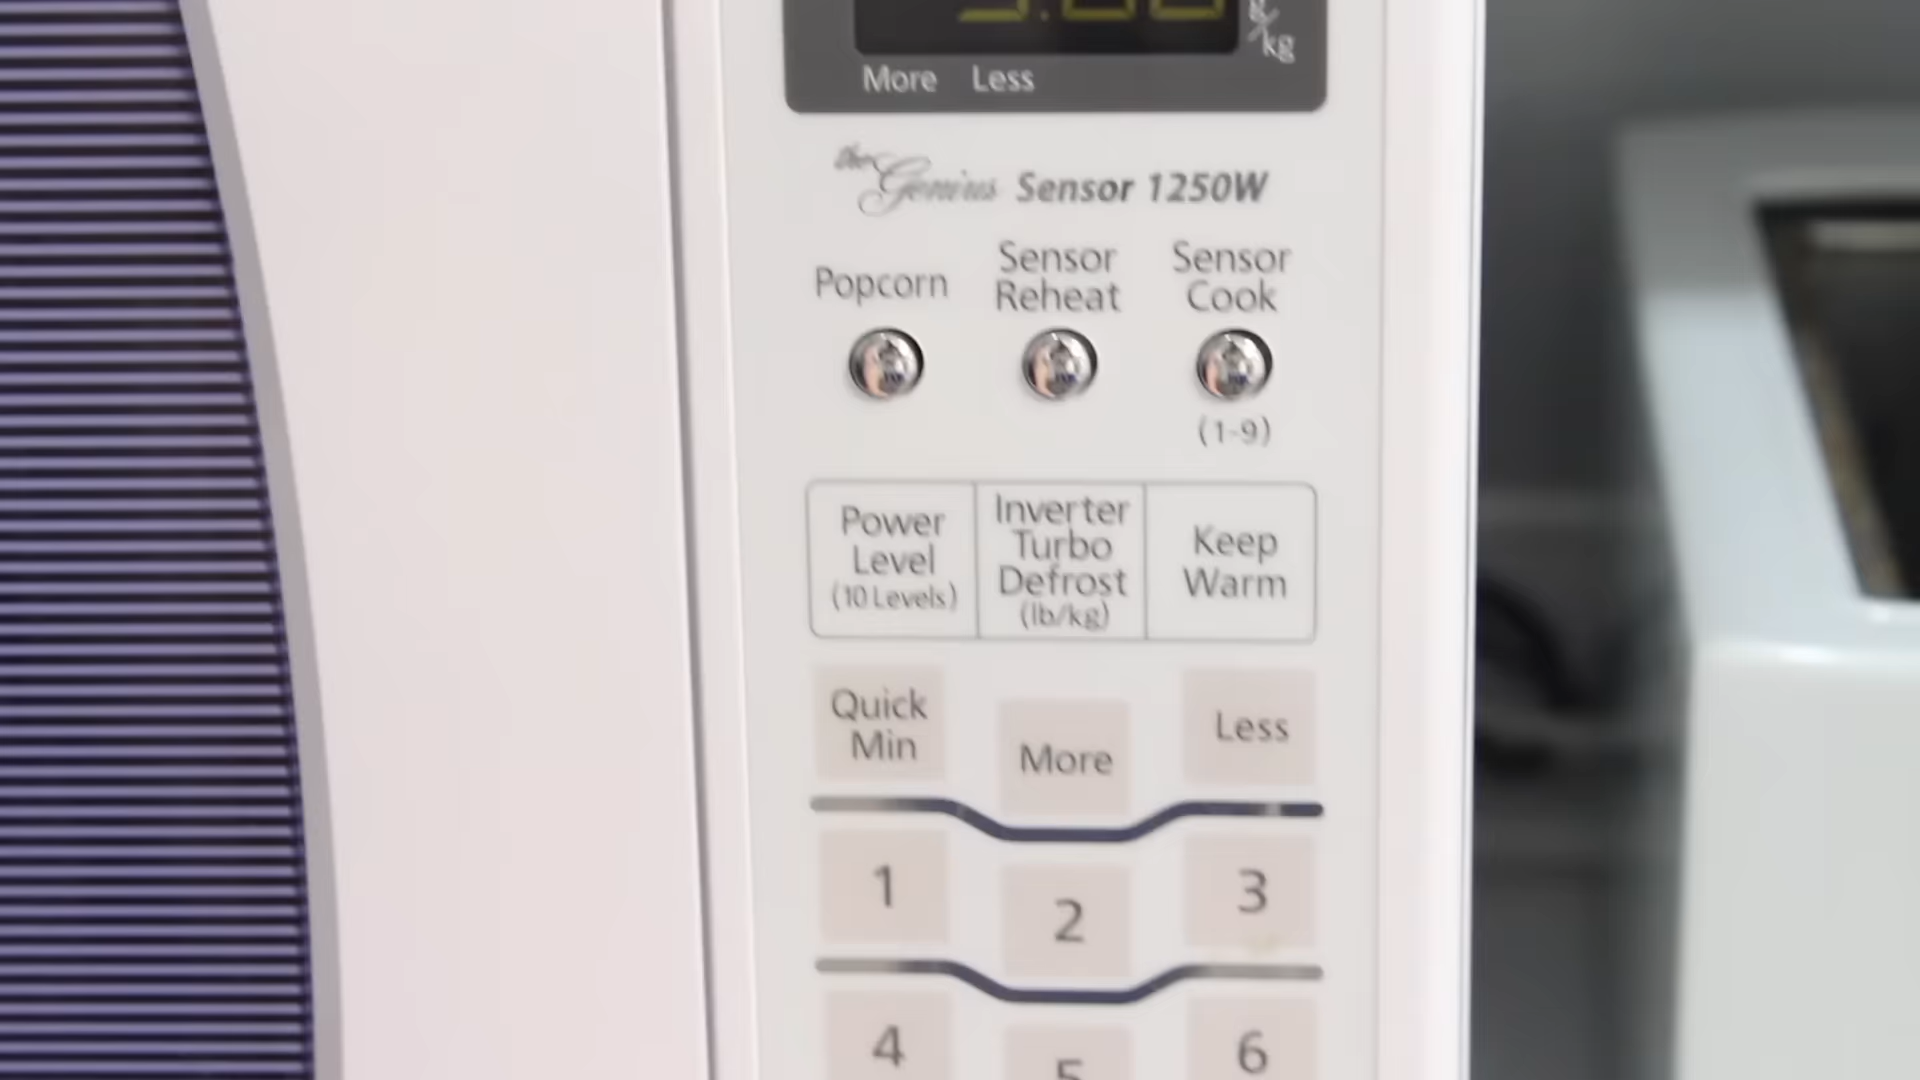 g/kg
More Less
the Genius Sensor 1250W
Popcorn
Sensor
Reheat
Sensor
Cook
(1-9)
Power
Level
(10 Levels)
Inverter
Turbo
Defrost
(lb/kg)
Keep
Warm
Quick
Min
More
Less
1
2
3
4
5
6